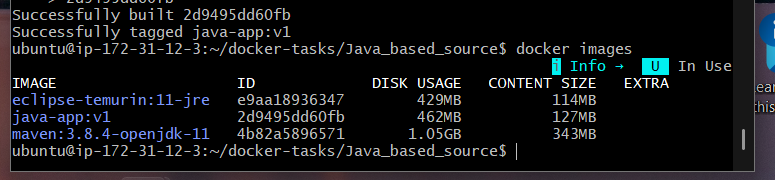 Successfully built 2d9495dd60fb
Successfully tagged java-app:v1
ubuntu@ip-172-31-12-3:~/docker-tasks/Java_based_source$ docker images
i Info → U In Use
IMAGE ID DISK USAGE CONTENT SIZE EXTRA
eclipse-temurin:11-jre e9aa18936347 429MB 114MB
java-app:v1 2d9495dd60fb 462MB 127MB
maven:3.8.4-openjdk-11 4b82a5896571 1.05GB 343MB
ubuntu@ip-172-31-12-3:~/docker-tasks/Java_based_source$